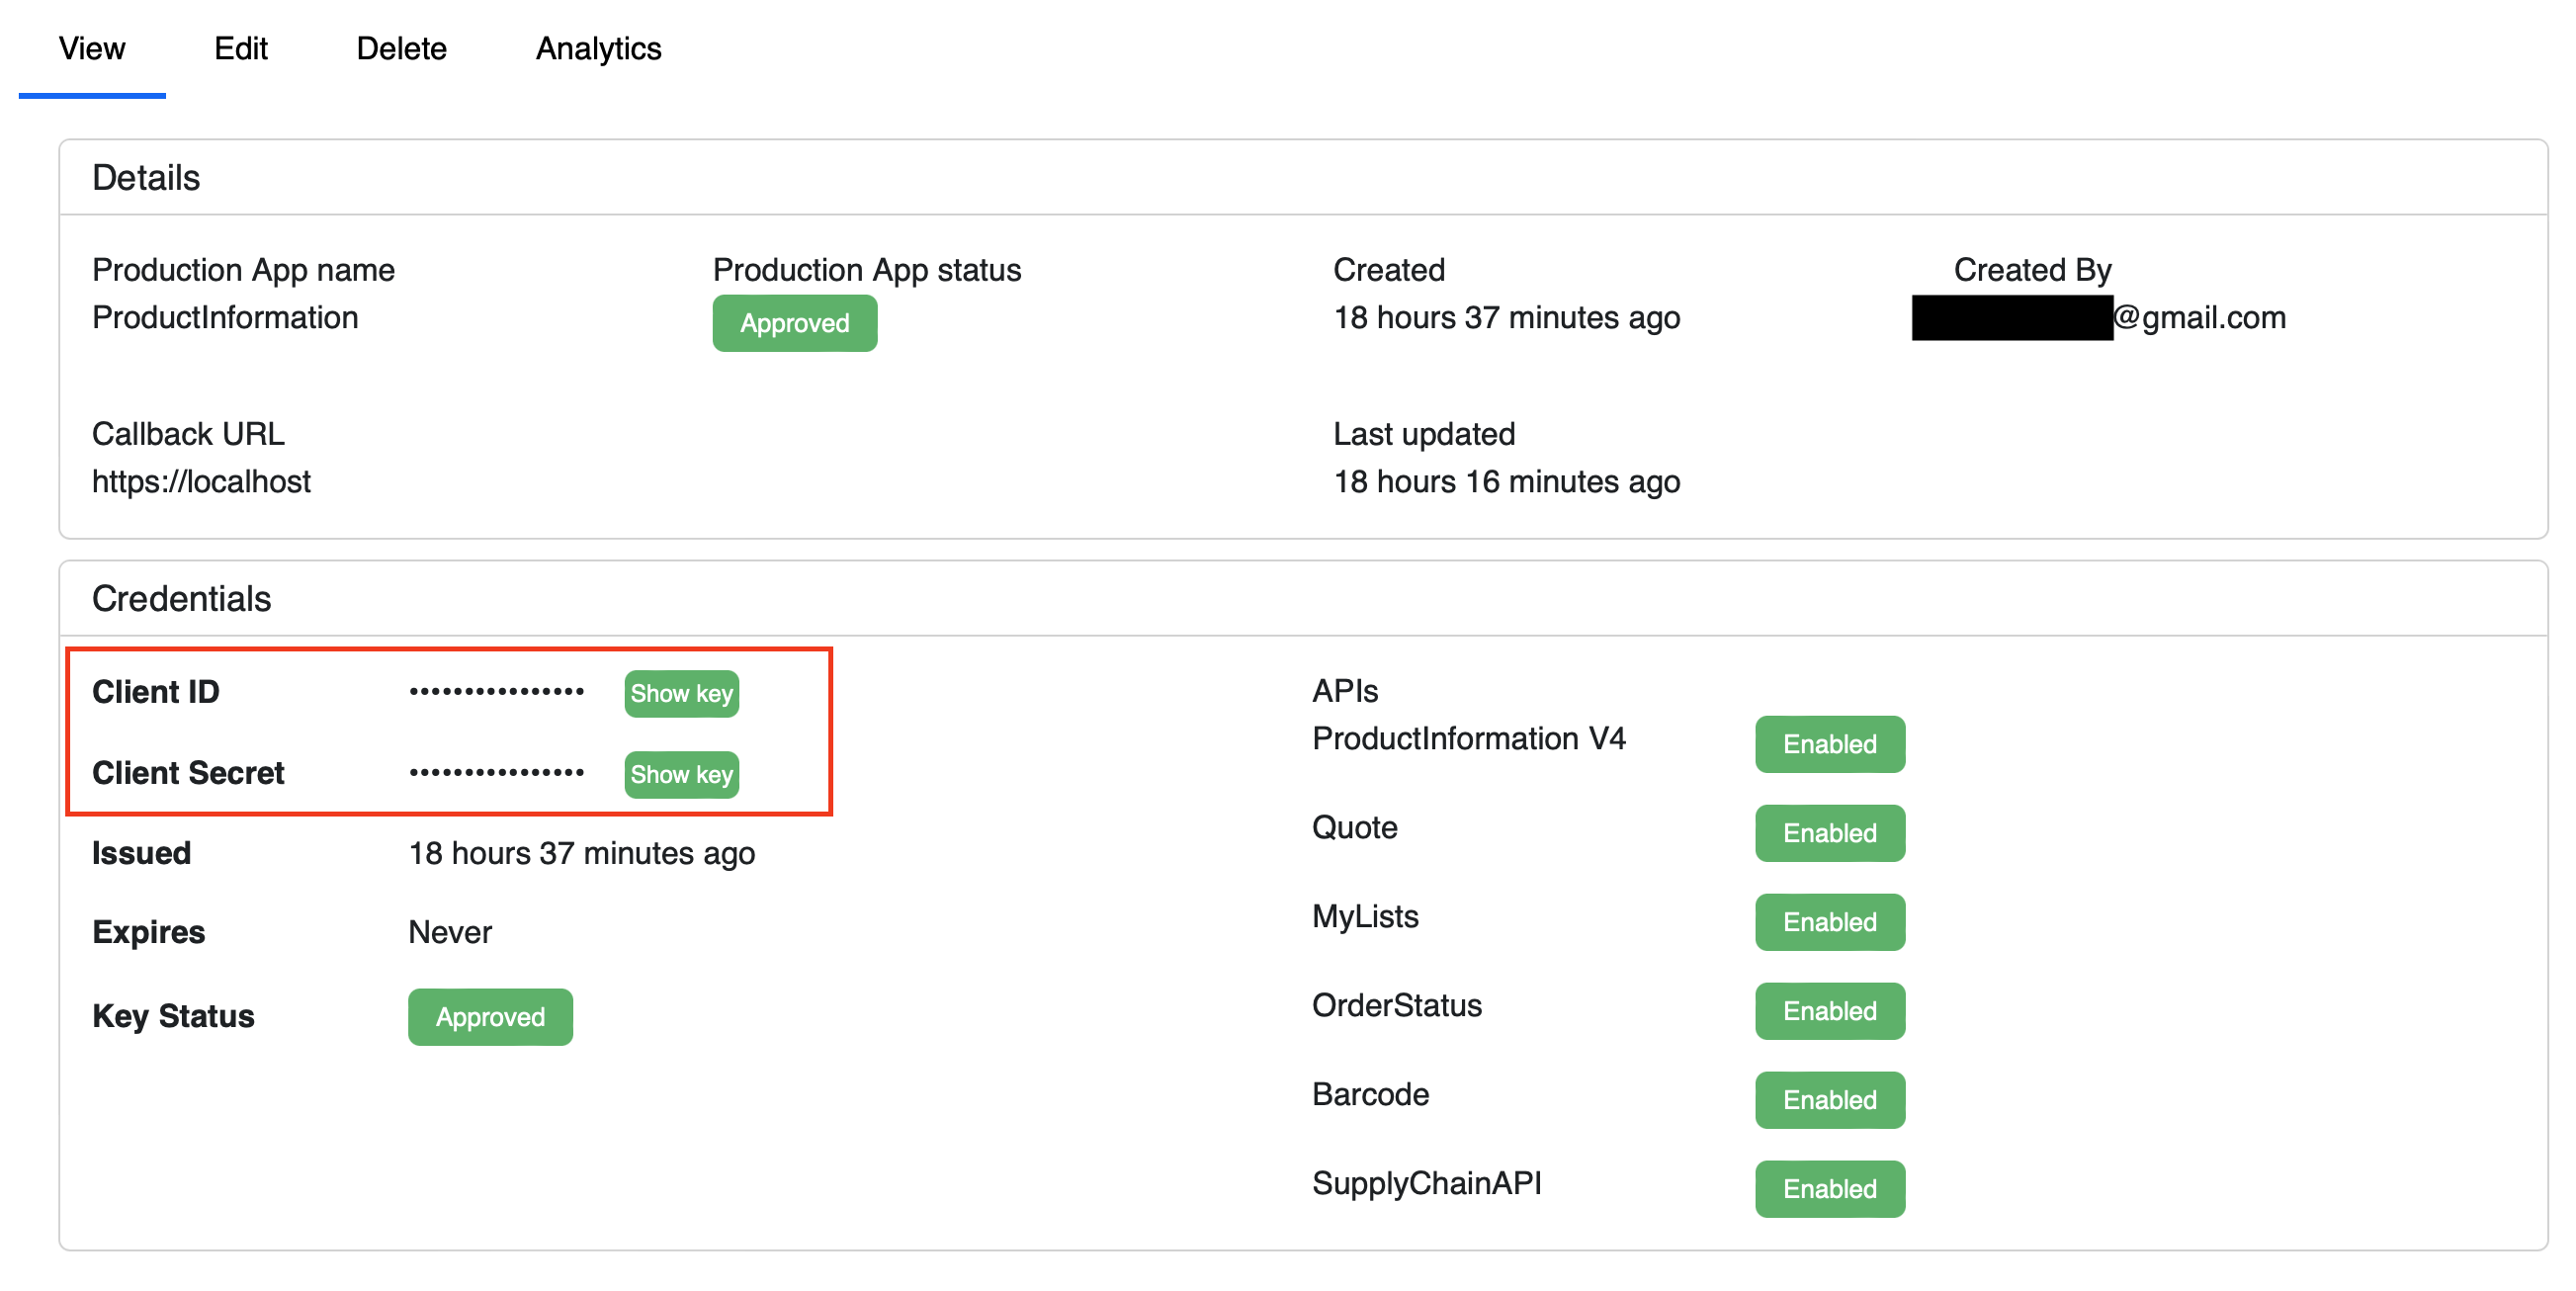 View Edit Delete Analytics
Details
Production App name Production App status Created Created By
ProductInformation Approved 18 hours 37 minutes ago @gmail.com
Callback URL Last updated
https://localhost 18 hours 16 minutes ago
Credentials
Client ID •••••••••••••••• Show key
Client Secret •••••••••••••••• Show key
Issued 18 hours 37 minutes ago
Expires Never
Key Status Approved
APIs
ProductInformation V4 Enabled
Quote Enabled
MyLists Enabled
OrderStatus Enabled
Barcode Enabled
SupplyChainAPI Enabled